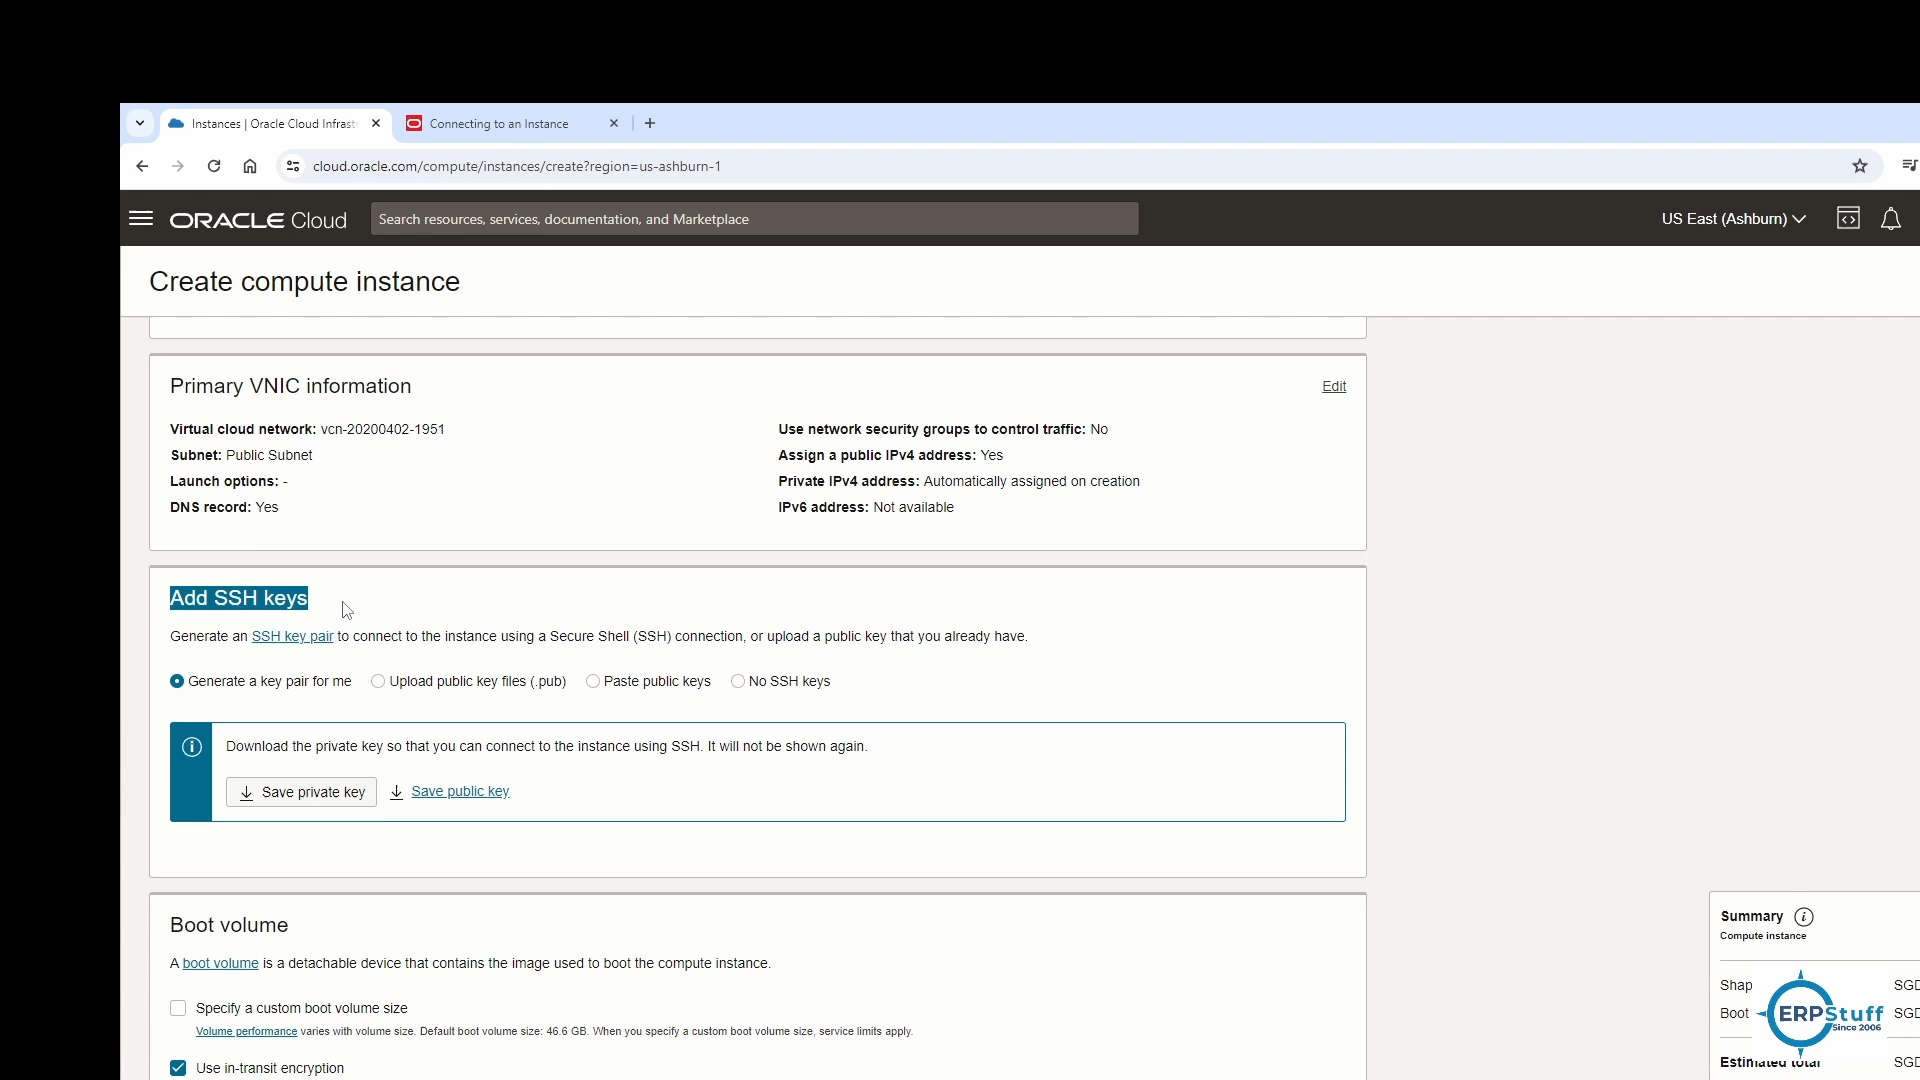 Instances | Oracle Cloud Infrast
Connecting to an Instance
cloud.oracle.com/compute/instances/create?region=us-ashburn-1
ORACLE Cloud
Search resources, services, documentation, and Marketplace
US East (Ashburn)
Create compute instance
Primary VNIC information
Edit
Virtual cloud network: vcn-20200402-1951
Subnet: Public Subnet
Launch options: -
DNS record: Yes
Use network security groups to control traffic: No
Assign a public IPv4 address: Yes
Private IPv4 address: Automatically assigned on creation
IPv6 address: Not available
Add SSH keys
Generate an SSH key pair to connect to the instance using a Secure Shell (SSH) connection, or upload a public key that you already have.
Generate a key pair for me
Upload public key files (.pub)
Paste public keys
No SSH keys
Download the private key so that you can connect to the instance using SSH. It will not be shown again.
Save private key
Save public key
Boot volume
A boot volume is a detachable device that contains the image used to boot the compute instance.
Specify a custom boot volume size
Volume performance varies with volume size. Default boot volume size: 46.6 GB. When you specify a custom boot volume size, service limits apply.
Use in-transit encryption
Summary
Compute instance
Shap
SGD
Boot
SGD
Estimated total
SGD
ERPStuff
Since 2006